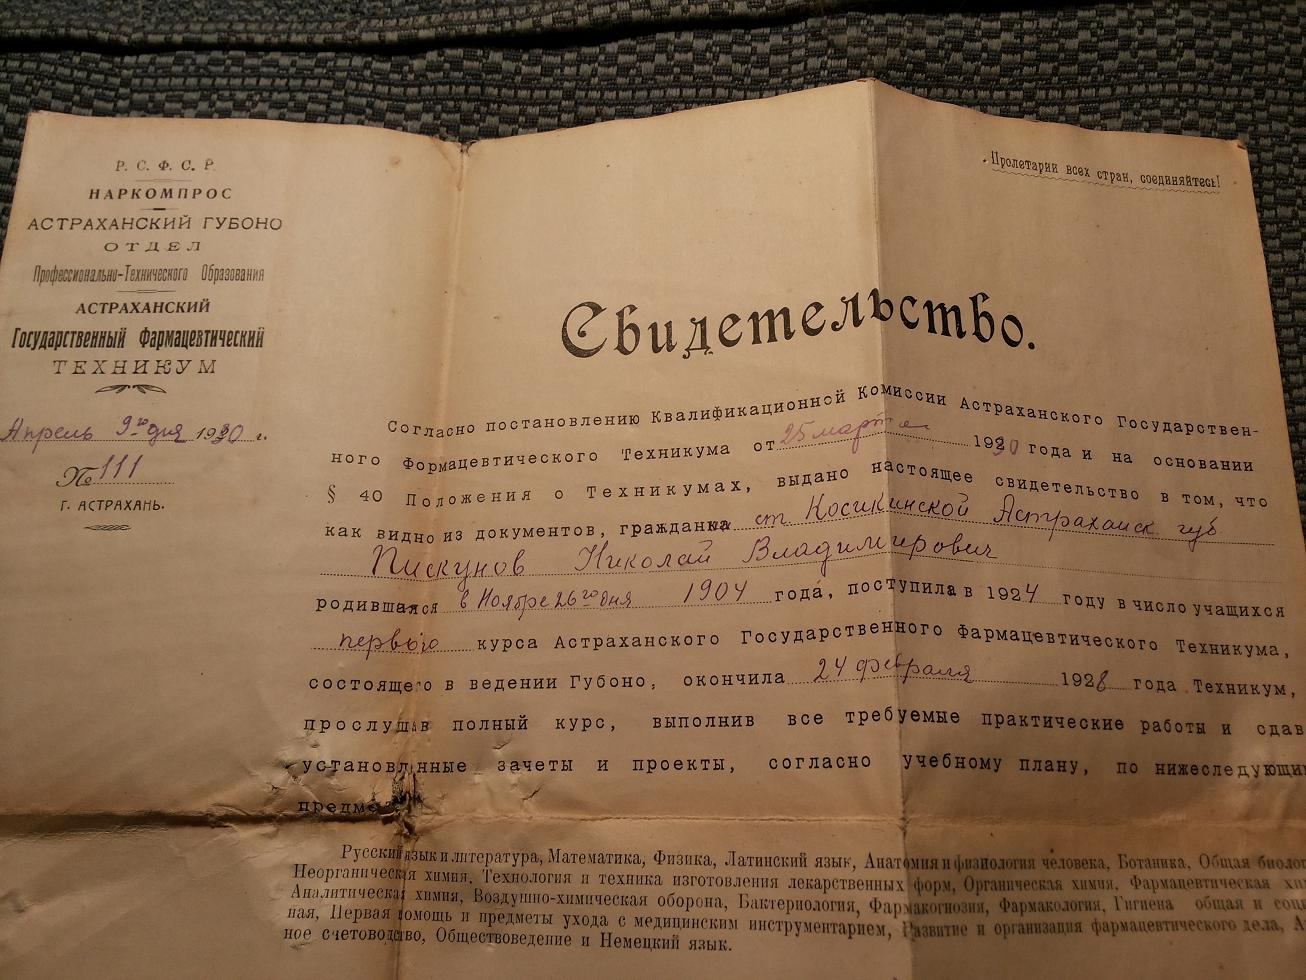 Р. С. Ф. С. Р.
НАРКОМПРОС
АСТРАХАНСКИЙ ГУБОНО
ОТДЕЛ
Профессионально-Технического Образования
АСТРАХАНСКИЙ
Государственный Фармацевтический
ТЕХНИКУМ
Апрель 9го дня 1930 г.
№ 111
Г. АСТРАХАНЬ.
Пролетарии всех стран, соединяйтесь!
Свидетельство.
Согласно постановлению Квалификационной Комиссии Астраханского Государствен-
ного Формацевтического Техникума от 25 марта 1930 года и на основании
§ 40 Положения о Техникумах, выдано настоящее свидетельство в том, что
как видно из документов, гражданка ст. Косикинской Астраханск губ
Пискунов Николай Владимирович
родившаяся в Ноябре 26го дня 1904 года, поступила в 1924 году в число учащихся
первого курса Астраханского Государственного Фармацевтического Техникума,
состоящего в ведении Губоно, окончила 24 февраля 1928 года Техникум,
прослушав полный курс, выполнив все требуемые практические работы и сдав
установленные зачеты и проекты, согласно учебному плану, по нижеследующим
предме
Русский язык и литература, Математика, Физика, Латинский язык, Анатомия и физиология человека, Ботаника, Общая биолог
Неорганическая химия, Технология и техника изготовления лекарственных форм, Органическая химия, Фармацевтическая хи
Аналитическая химия, Воздушно-химическая оборона, Бактериология, Фармакогнозия, Фармакология, Гигиена общая и соци
ная, Первая помощь и предметы ухода с медицинским инструментарием, Развитие и организация фармацевтического дела, А
ное счетоводство, Обществоведение и Немецкий язык.